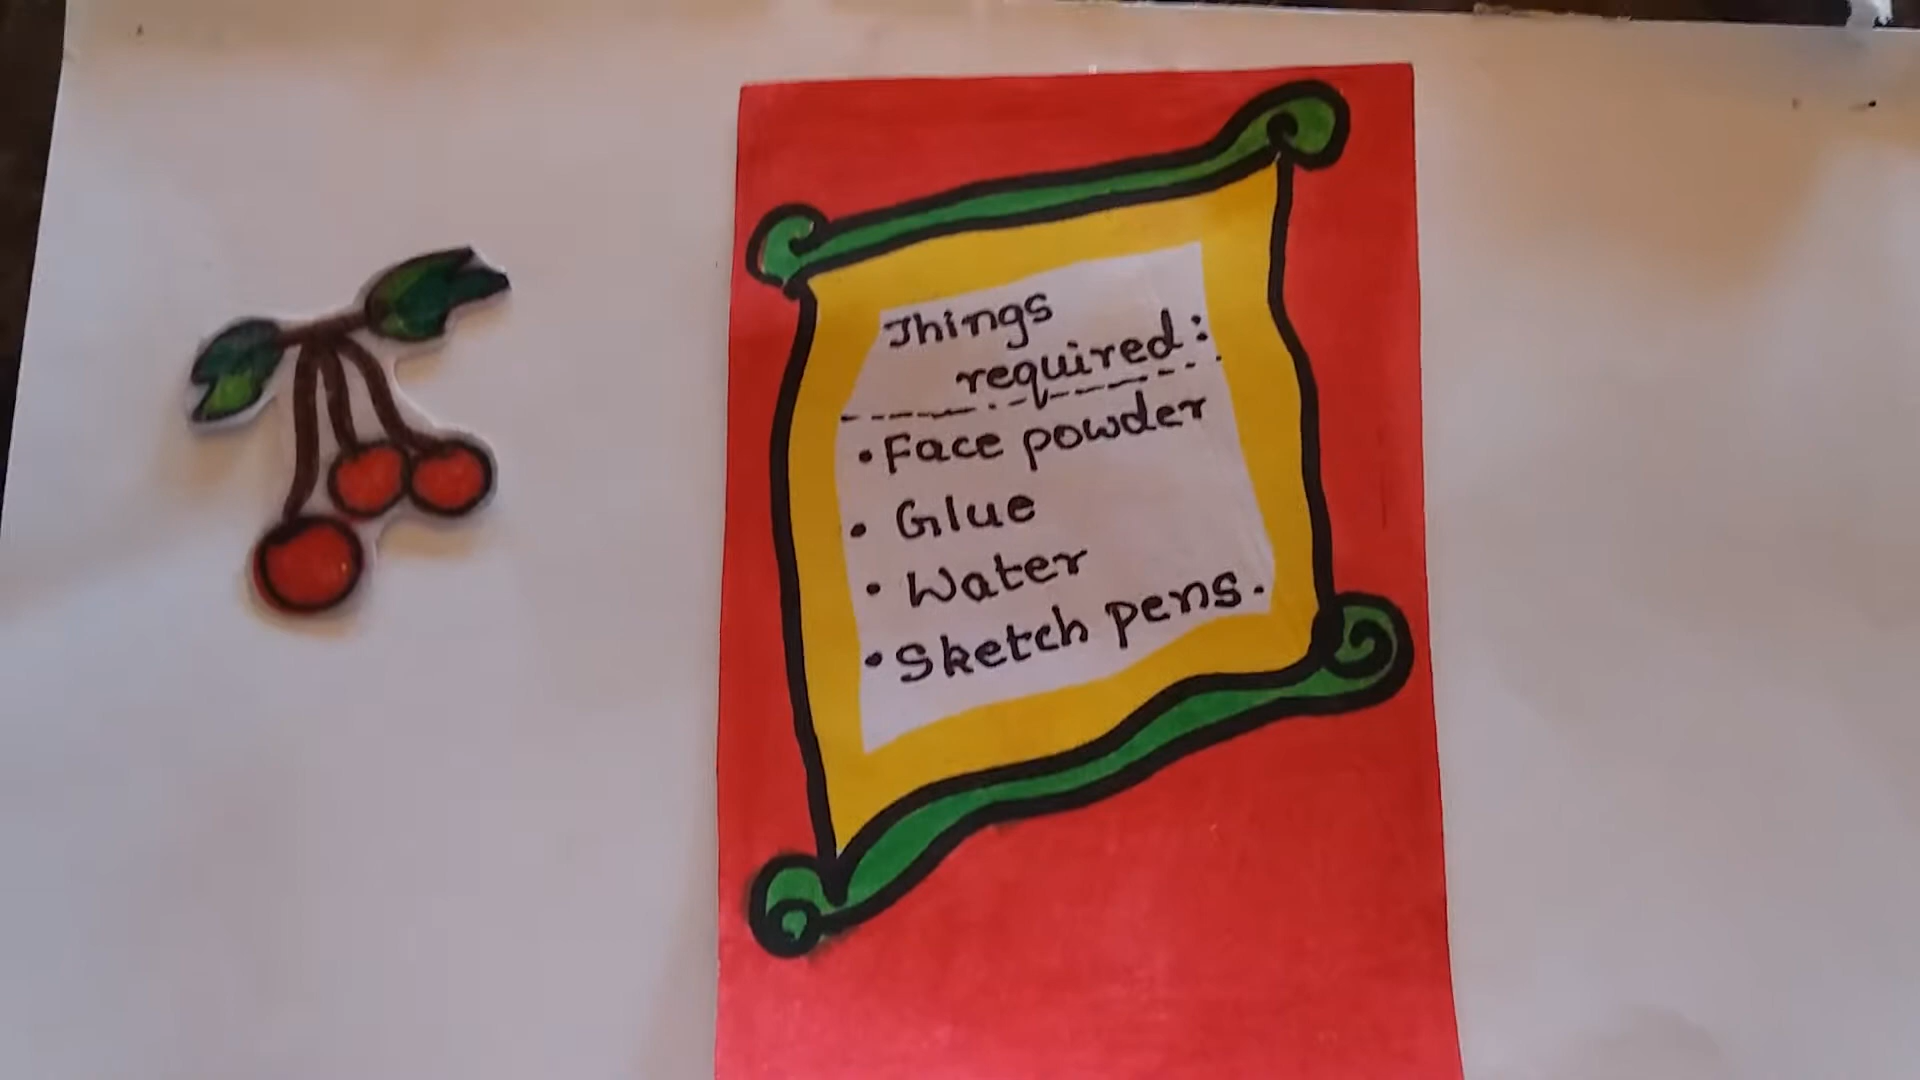 Things
required:
• Face powder
• Glue
• Water
• Sketch pens.